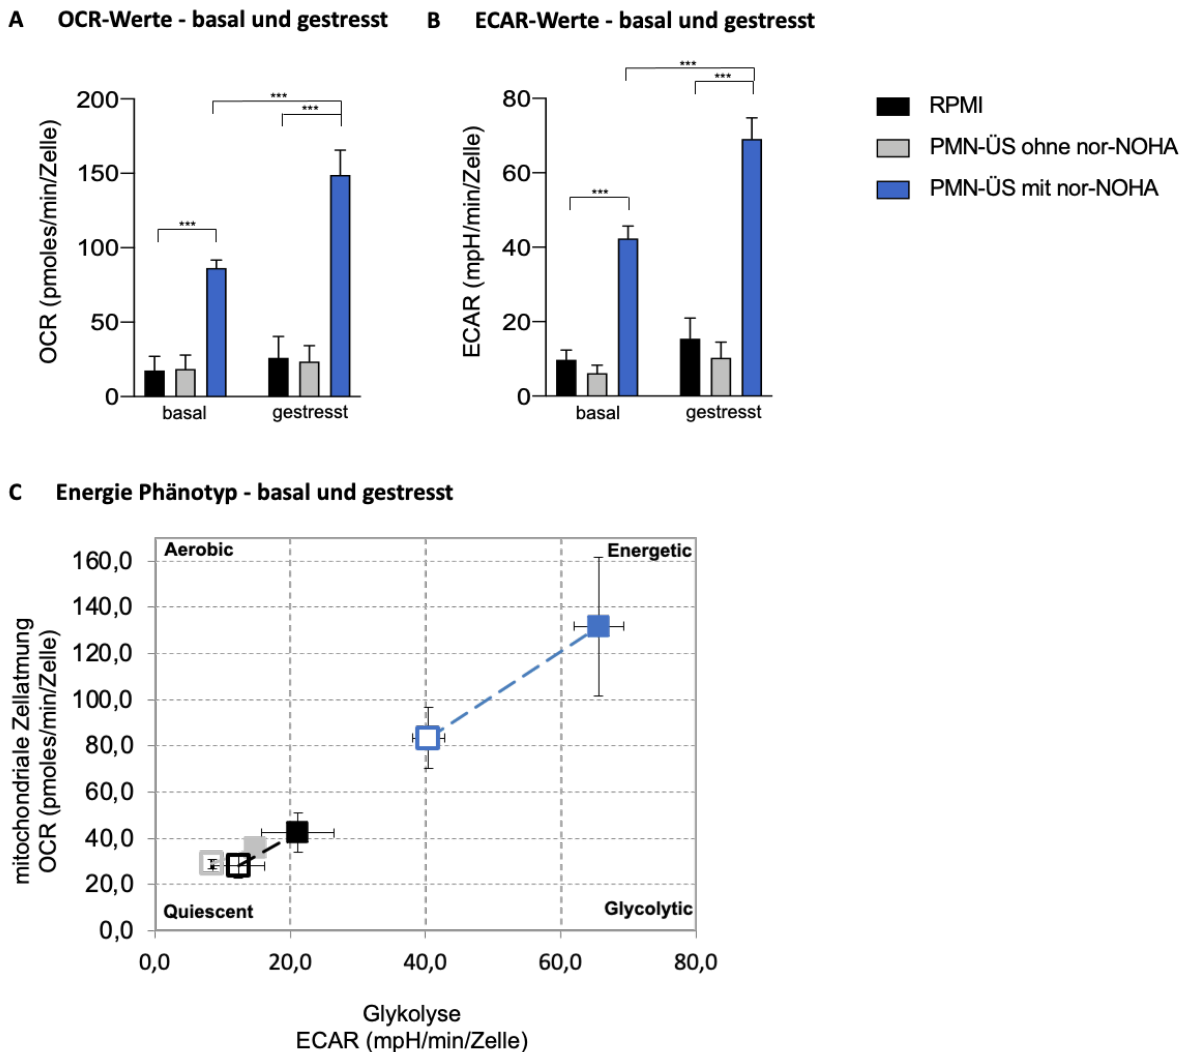 A OCR-Werte - basal und gestresst
B ECAR-Werte - basal und gestresst
OCR (pmoles/min/Zelle)
200
150
100
50
0
***
***
***
basal
gestresst
ECAR (mpH/min/Zelle)
80
60
40
20
0
***
***
***
basal
gestresst
RPMI
PMN-ÜS ohne nor-NOHA
PMN-ÜS mit nor-NOHA
C Energie Phänotyp - basal und gestresst
mitochondriale Zellatmung
OCR (pmoles/min/Zelle)
160,0
140,0
120,0
100,0
80,0
60,0
40,0
20,0
0,0
Aerobic
Energetic
Quiescent
Glycolytic
0,0
20,0
40,0
60,0
80,0
Glykolyse
ECAR (mpH/min/Zelle)